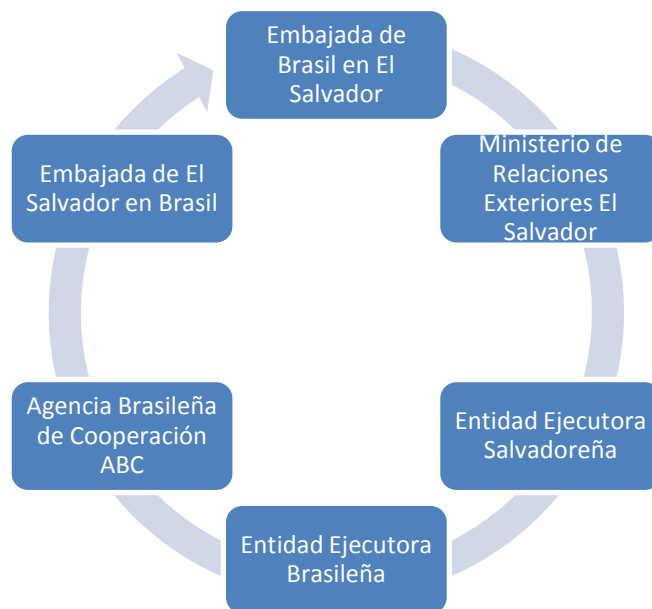 Embajada de
Brasil en El
Salvador
Ministerio de
Relaciones
Exteriores El
Salvador
Entidad Ejecutora
Salvadoreña
Entidad Ejecutora
Brasileña
Agencia Brasileña
de Cooperación
ABC
Embajada de El
Salvador en Brasil